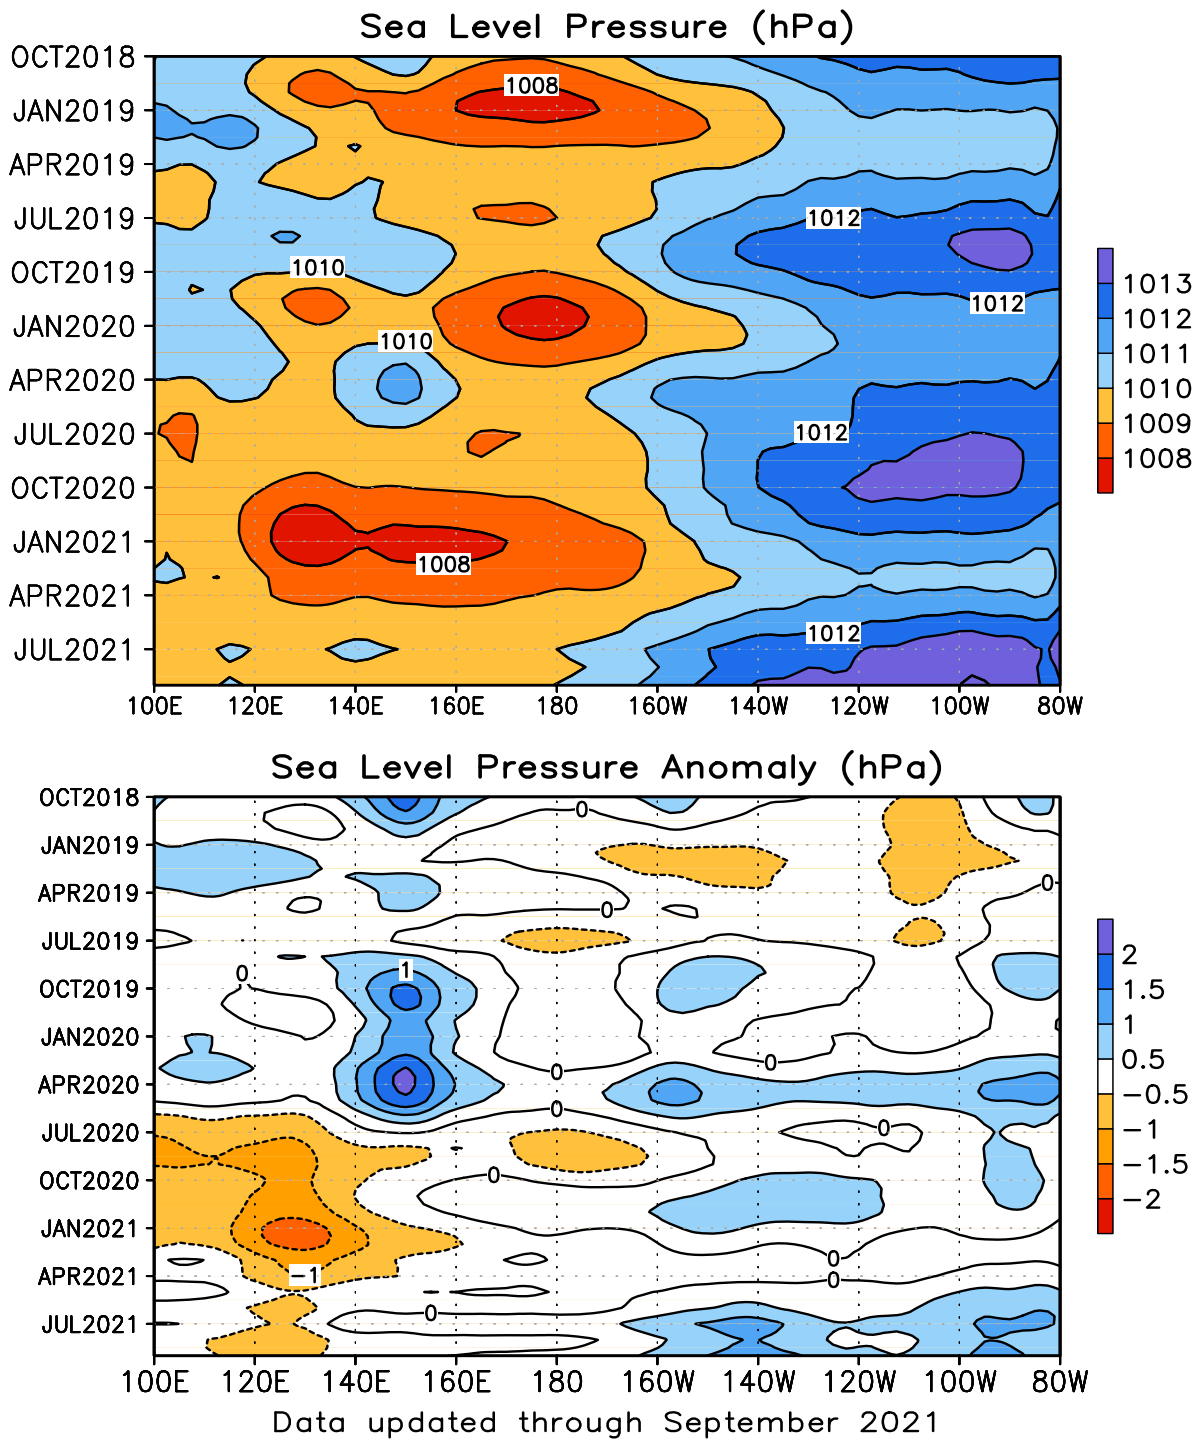 Sea Level Pressure (hPa)
OCT2018
1008
JAN2019
APR2019
JUL2019
1012
1010
OCT2019
1012
JAN2020
1010
APR2020
JUL2020
1012
OCT2020
JAN2021
1008
APR2021
1012
JUL2021
100E 120E 140E 160E 180 160W 140W 120W 100W 80W
1013
1012
1011
1010
1009
1008
Sea Level Pressure Anomaly (hPa)
OCT2018
0
JAN2019
APR2019
0
0
JUL2019
0
1
OCT2019
JAN2020
0
0
APR2020
0
JUL2020
0
OCT2020
0
JAN2021
0
APR2021
-1
0
0
JUL2021
100E 120E 140E 160E 180 160W 140W 120W 100W 80W
2
1.5
1
0.5
-0.5
-1
-1.5
-2
Data updated through September 2021